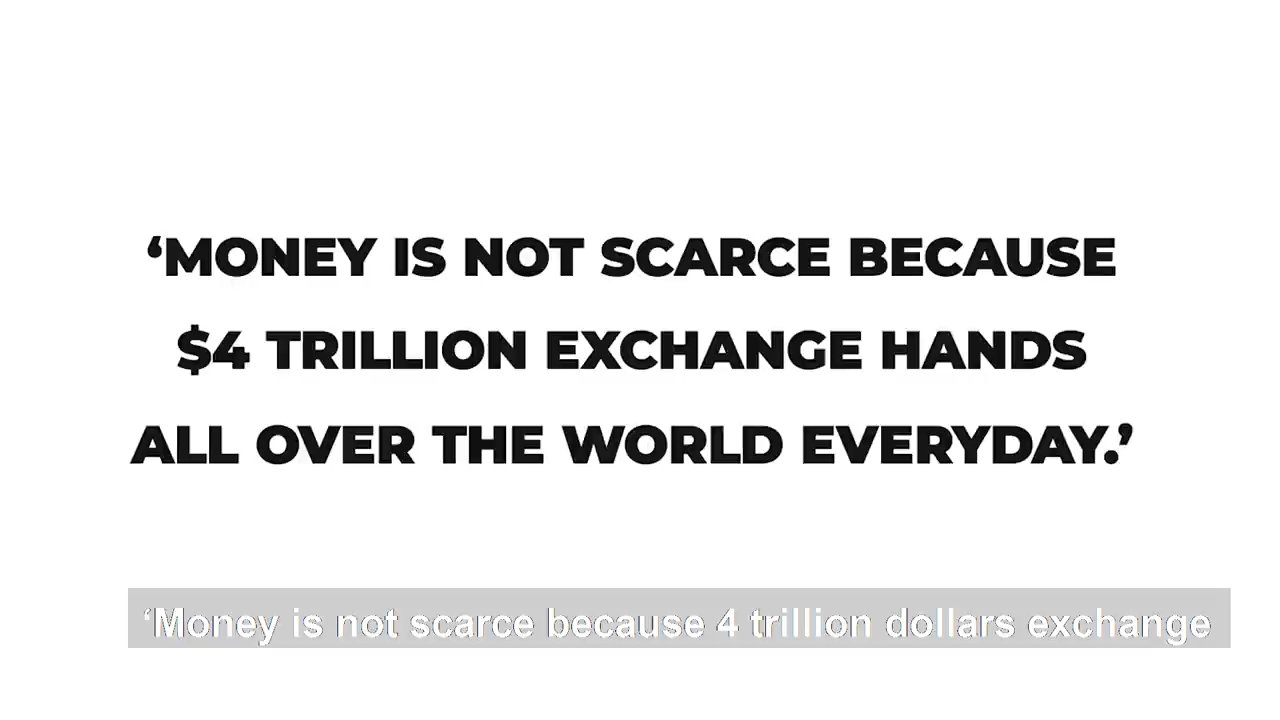 ‘MONEY IS NOT SCARCE BECAUSE
$4 TRILLION EXCHANGE HANDS
ALL OVER THE WORLD EVERYDAY.’
‘Money is not scarce because 4 trillion dollars exchange